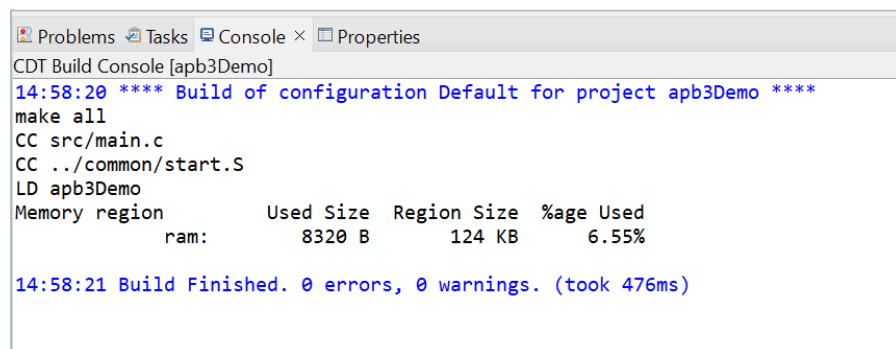 Problems Tasks Console × Properties
CDT Build Console [apb3Demo]
14:58:20 **** Build of configuration Default for project apb3Demo ****
make all
CC src/main.c
CC ../common/start.S
LD apb3Demo
Memory region Used Size Region Size %age Used
ram: 8320 B 124 KB 6.55%
14:58:21 Build Finished. 0 errors, 0 warnings. (took 476ms)